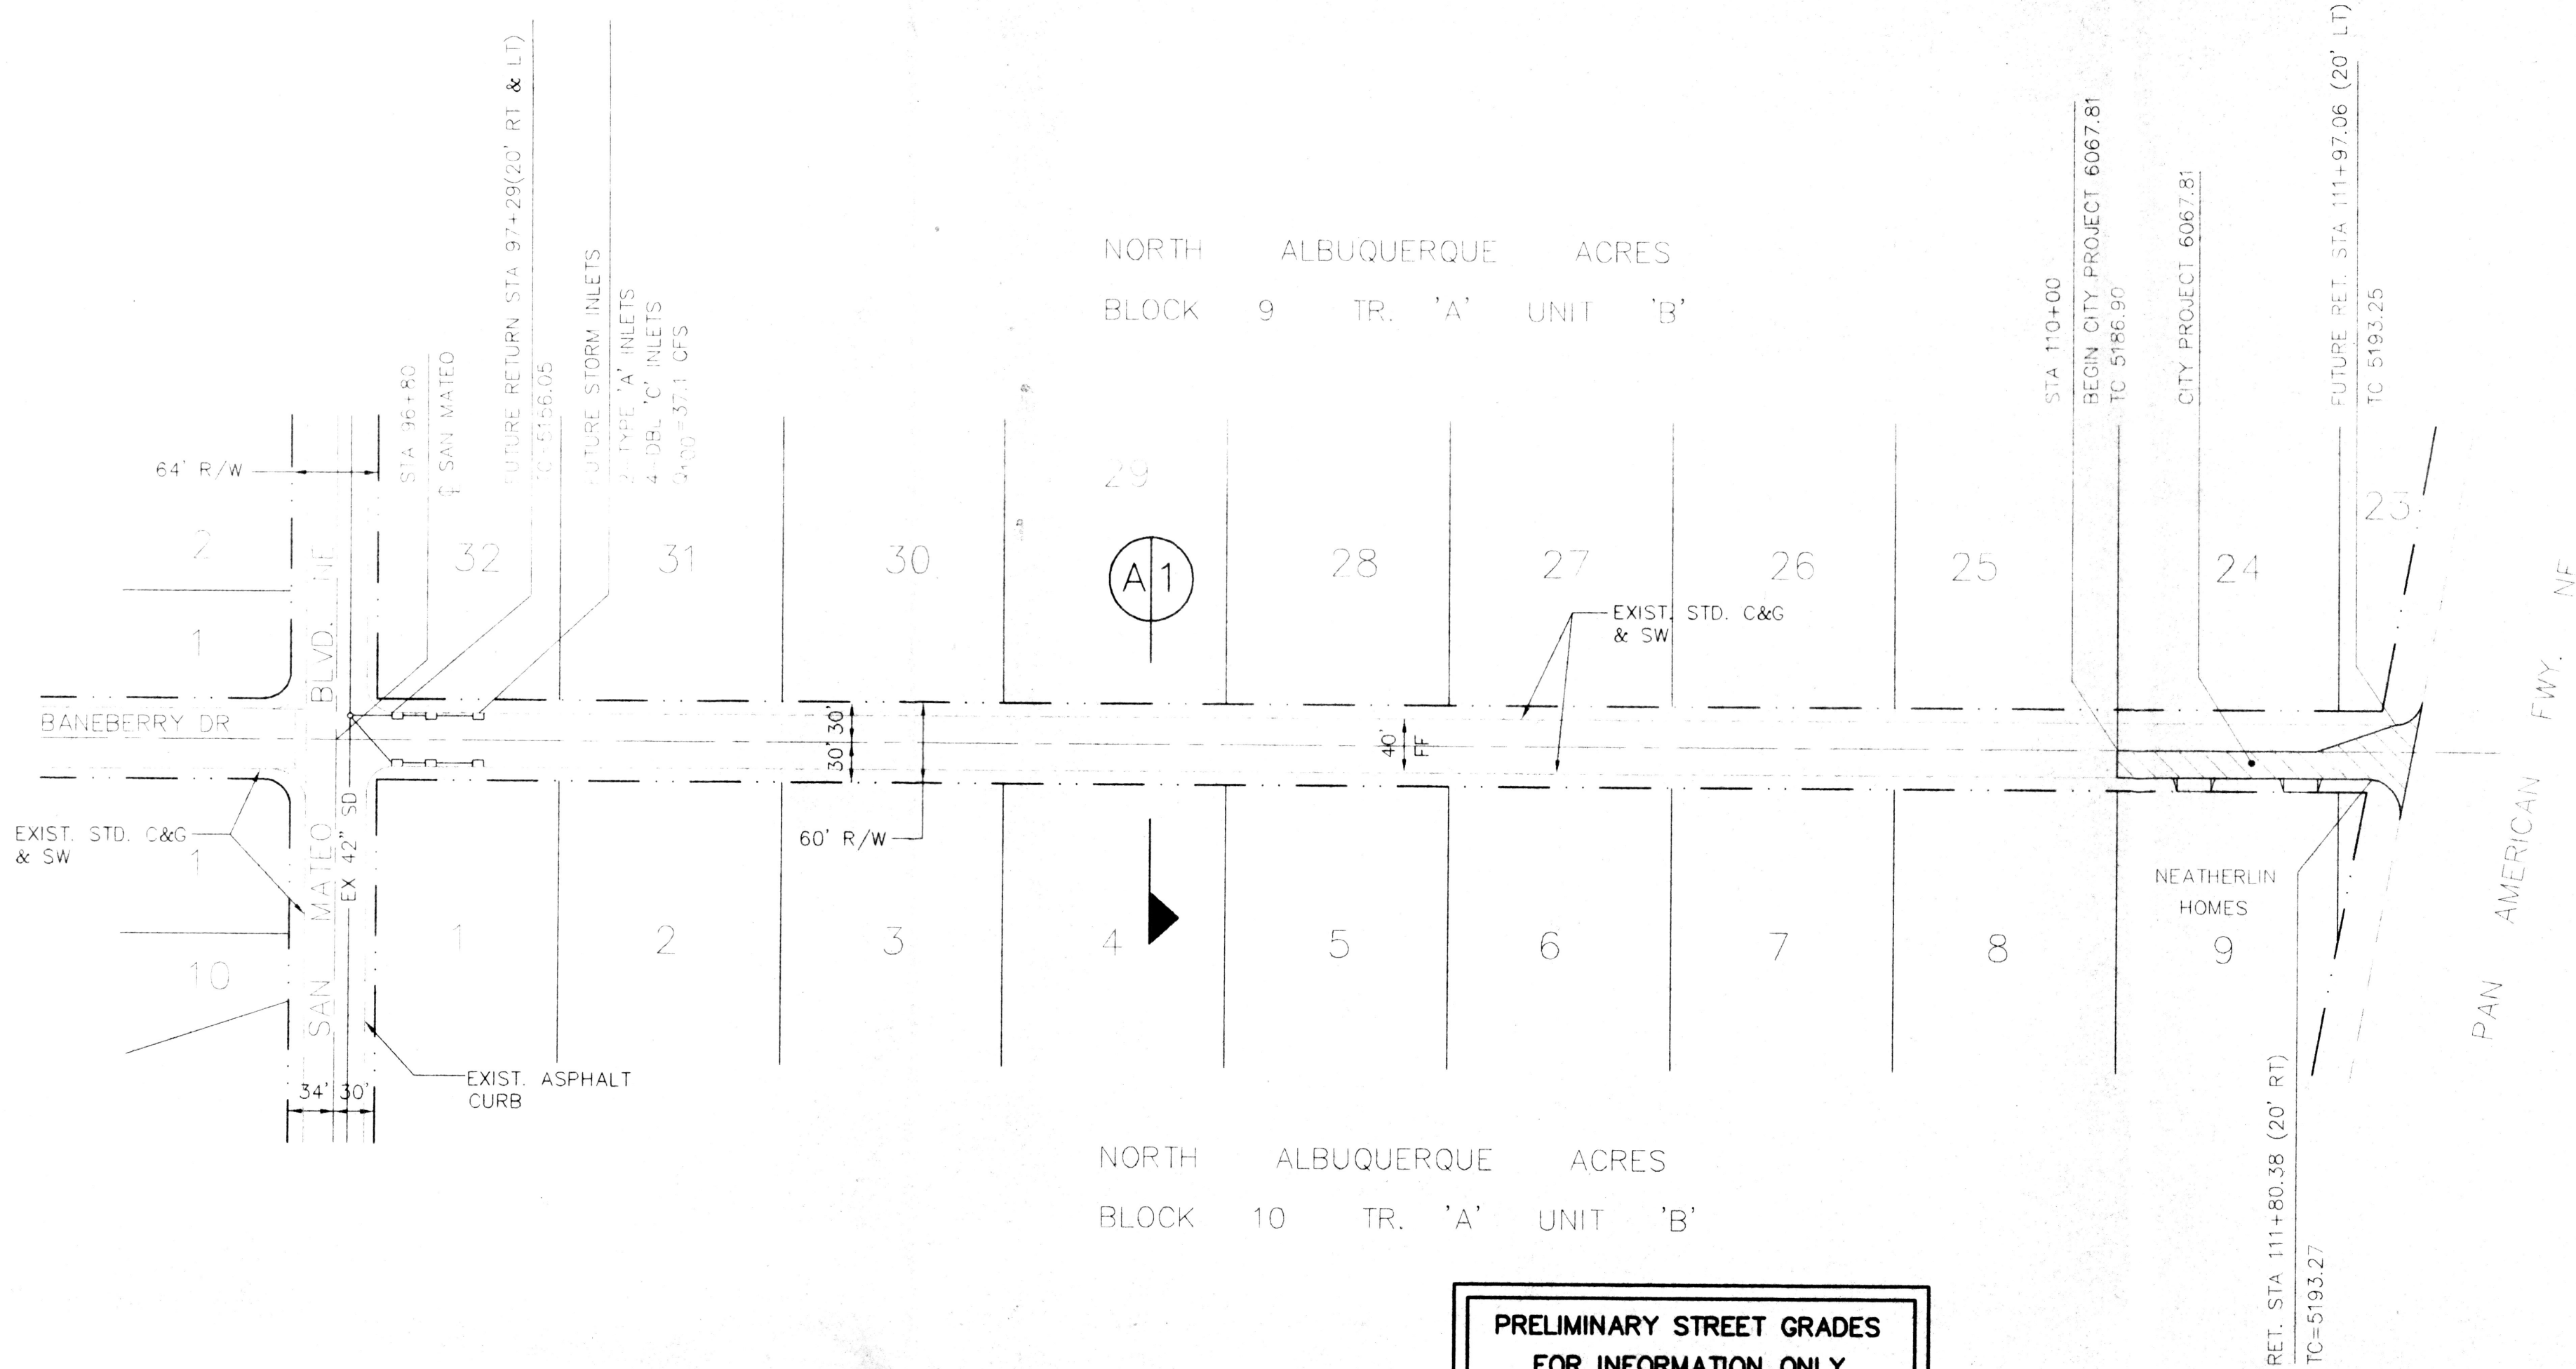 FUTURE RETURN STA 97+29(20' RT & LT)
TC=5156.05
STA 96+80
SAN MATEO
FUTURE STORM INLETS
TYPE 'A' INLETS
4-DBL 'C' INLETS
Q100=37.1 CFS
NORTH ALBUQUERQUE ACRES
BLOCK 9 TR. 'A' UNIT 'B'
STA 110+00
BEGIN CITY PROJECT 6067.81
TC 5186.90
CITY PROJECT 6067.81
FUTURE RET. STA 111+97.06 (20' LT)
TC 5193.25
64' R/W
2
1
32
31
30
29
28
27
26
25
24
23
A 1
EXIST. STD. C&G
& SW
BANEBERRY DR
SAN MATEO BLVD. NE
EX 42" SD
30' 30'
60' R/W
40'
FF
EXIST. STD. C&G
& SW
1
10
1
2
3
4
5
6
7
8
9
NEATHERLIN
HOMES
PAN AMERICAN FWY. NE
34' 30'
EXIST. ASPHALT
CURB
NORTH ALBUQUERQUE ACRES
BLOCK 10 TR. 'A' UNIT 'B'
RET. STA 111+80.38 (20' RT)
TC=5193.27
PRELIMINARY STREET GRADES
FOR INFORMATION ONLY